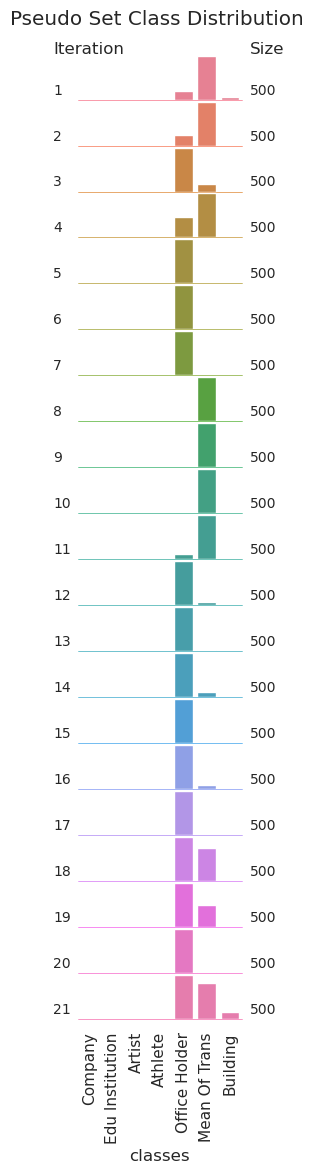 Pseudo Set Class Distribution
Iteration Size
1 500
2 500
3 500
4 500
5 500
6 500
7 500
8 500
9 500
10 500
11 500
12 500
13 500
14 500
15 500
16 500
17 500
18 500
19 500
20 500
21 500
Company
Edu Institution
Artist
Athlete
Office Holder
Mean Of Trans
Building
classes